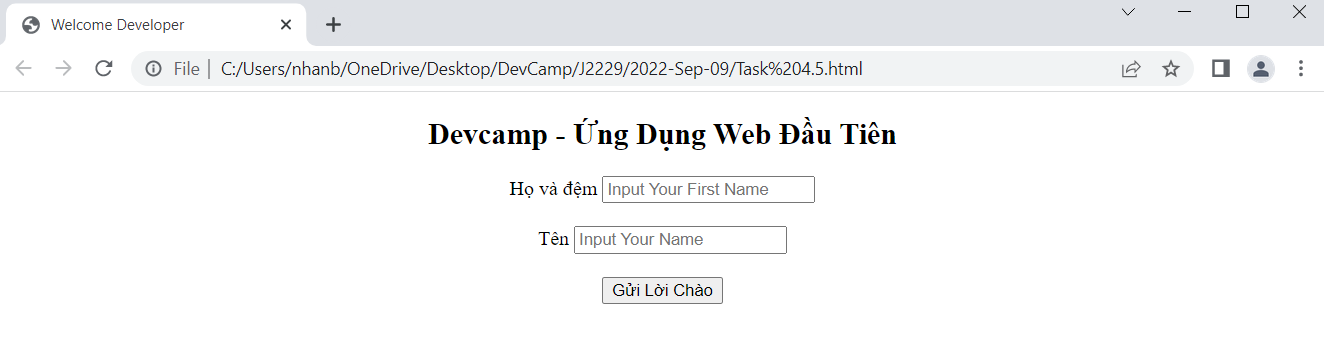 Welcome Developer
File | C:/Users/nhanb/OneDrive/Desktop/DevCamp/J2229/2022-Sep-09/Task%204.5.html
Devcamp - Ứng Dụng Web Đầu Tiên
Họ và đệm Input Your First Name
Tên Input Your Name
Gửi Lời Chào